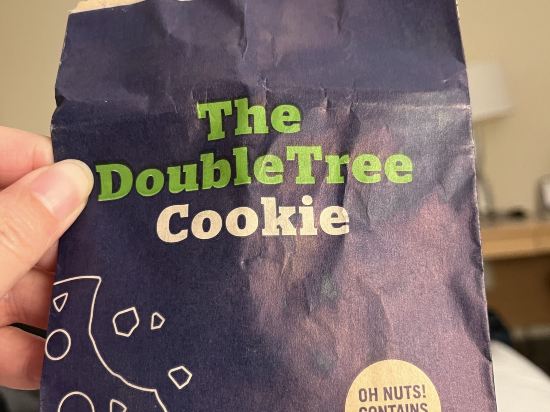 The
DoubleTree
Cookie
OH NUTS!
CONTAINS